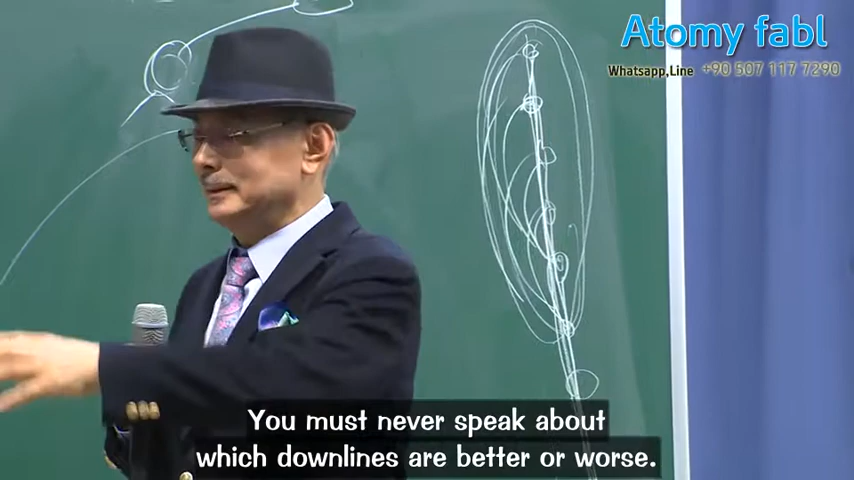 Atomy fabl
Whatsapp,Line +90 507 117 7290
You must never speak about
which downlines are better or worse.